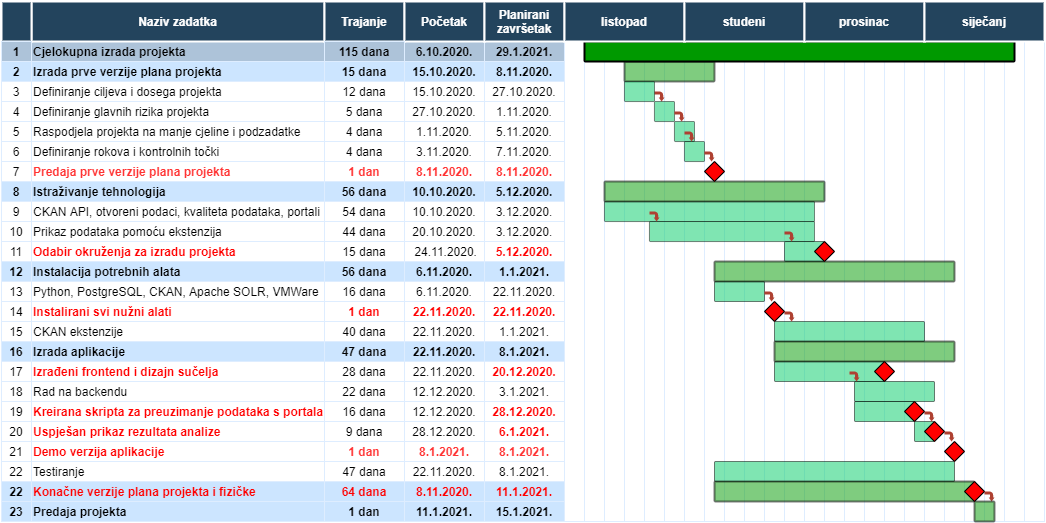 Naziv zadatka Trajanje Početak Planirani završetak listopad studeni prosinac siječanj
1 Cjelokupna izrada projekta 115 dana 6.10.2020. 29.1.2021.
2 Izrada prve verzije plana projekta 15 dana 15.10.2020. 8.11.2020.
3 Definiranje ciljeva i dosega projekta 12 dana 15.10.2020. 27.10.2020.
4 Definiranje glavnih rizika projekta 5 dana 27.10.2020. 1.11.2020.
5 Raspodjela projekta na manje cjeline i podzadatke 4 dana 1.11.2020. 5.11.2020.
6 Definiranje rokova i kontrolnih točki 4 dana 3.11.2020. 7.11.2020.
7 Predaja prve verzije plana projekta 1 dan 8.11.2020. 8.11.2020.
8 Istraživanje tehnologija 56 dana 10.10.2020. 5.12.2020.
9 CKAN API, otvoreni podaci, kvaliteta podataka, portali 54 dana 10.10.2020. 3.12.2020.
10 Prikaz podataka pomoću ekstenzija 44 dana 20.10.2020. 3.12.2020.
11 Odabir okruženja za izradu projekta 15 dana 24.11.2020. 5.12.2020.
12 Instalacija potrebnih alata 56 dana 6.11.2020. 1.1.2021.
13 Python, PostgreSQL, CKAN, Apache SOLR, VMWare 16 dana 6.11.2020. 22.11.2020.
14 Instalirani svi nužni alati 1 dan 22.11.2020. 22.11.2020.
15 CKAN ekstenzije 40 dana 22.11.2020. 1.1.2021.
16 Izrada aplikacije 47 dana 22.11.2020. 8.1.2021.
17 Izrađeni frontend i dizajn sučelja 28 dana 22.11.2020. 20.12.2020.
18 Rad na backendu 22 dana 12.12.2020. 3.1.2021.
19 Kreirana skripta za preuzimanje podataka s portala 16 dana 12.12.2020. 28.12.2020.
20 Uspješan prikaz rezultata analize 9 dana 28.12.2020. 6.1.2021.
21 Demo verzija aplikacije 1 dan 8.1.2021. 8.1.2021.
22 Testiranje 47 dana 22.11.2020. 8.1.2021.
22 Konačne verzije plana projekta i fizičke 64 dana 8.11.2020. 11.1.2021.
23 Predaja projekta 1 dan 11.1.2021. 15.1.2021.